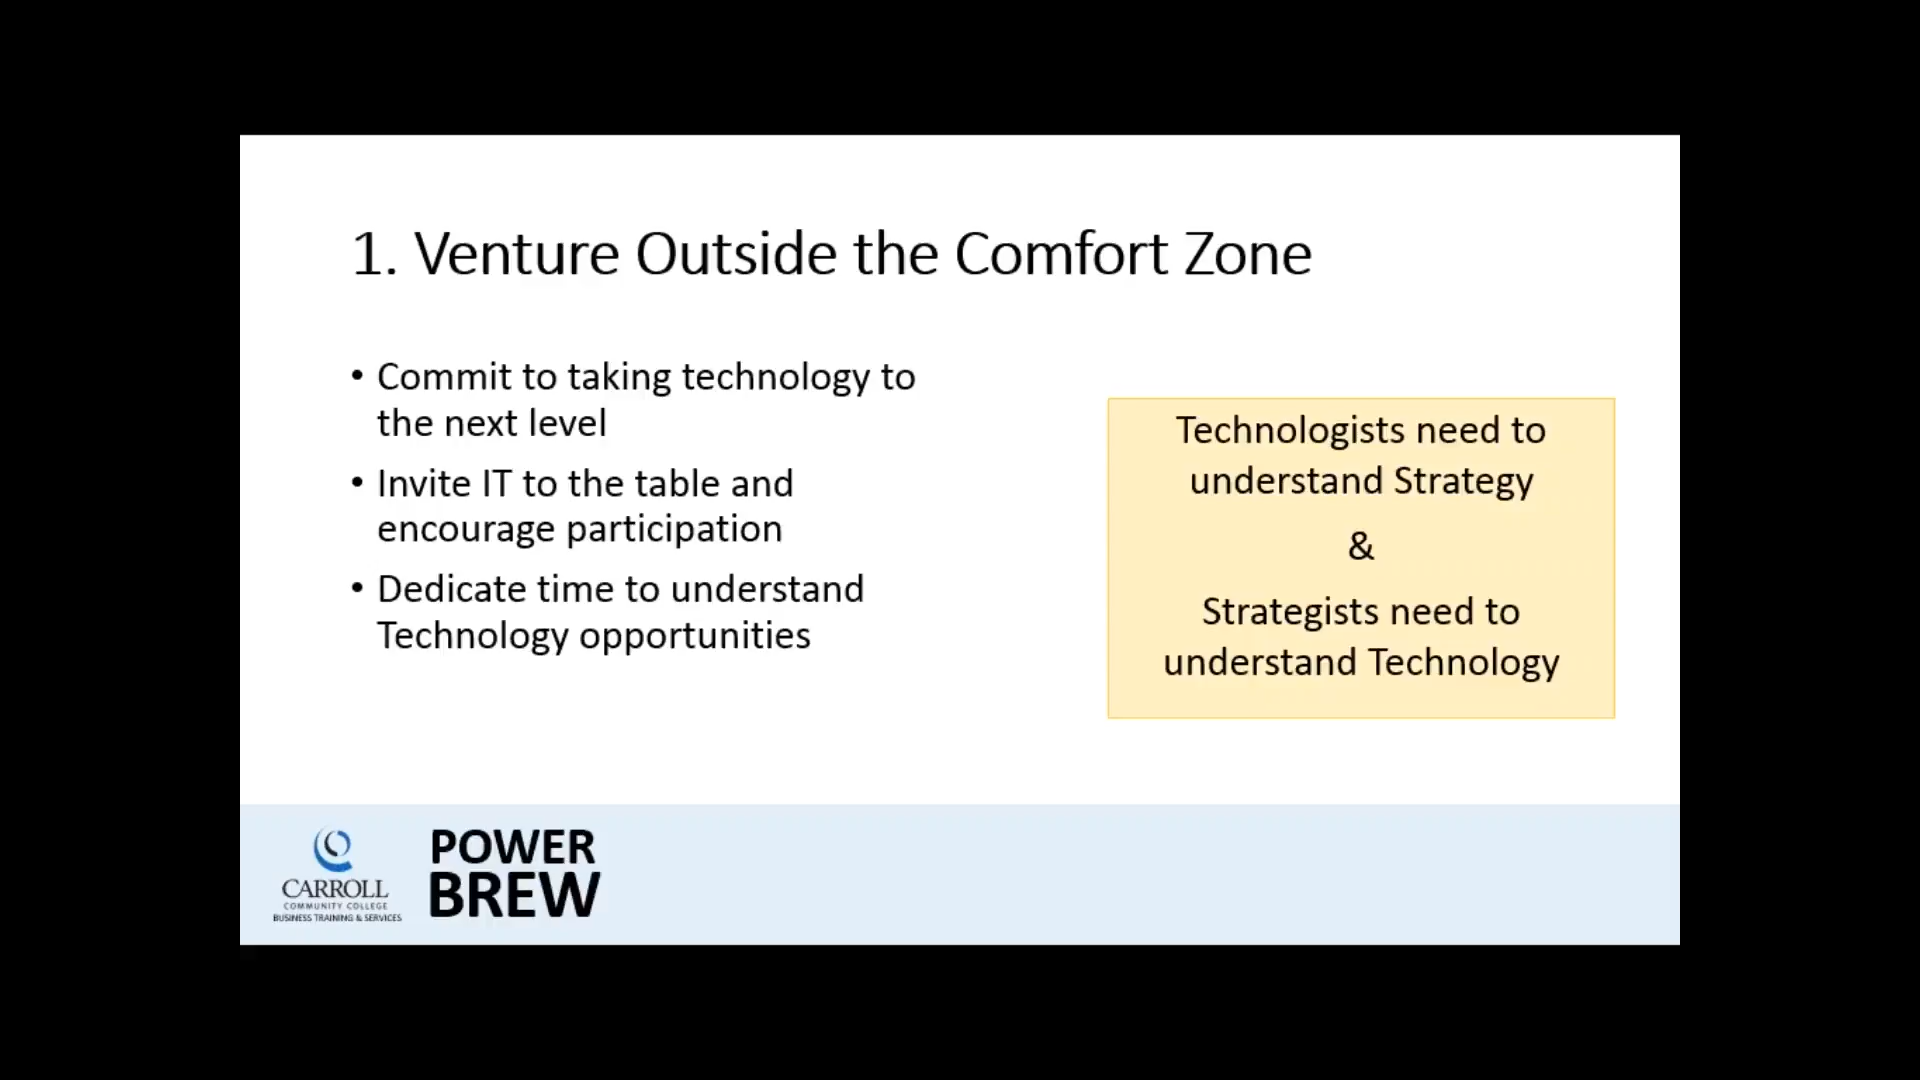 1. Venture Outside the Comfort Zone
• Commit to taking technology to
the next level
• Invite IT to the table and
encourage participation
• Dedicate time to understand
Technology opportunities
Technologists need to
understand Strategy
&
Strategists need to
understand Technology
CARROLL
COMMUNITY COLLEGE
BUSINESS TRAINING & SERVICES
POWER
BREW